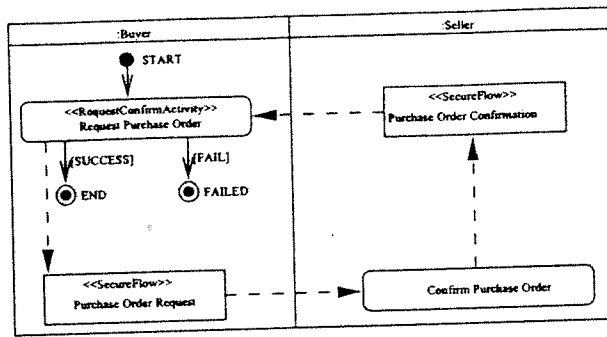 :Buyer
:Seller
START
<<RequestConfirmActivity>>
Request Purchase Order
<<SecureFlow>>
Purchase Order Confirmation
[SUCCESS]
[FAIL]
END
FAILED
<<SecureFlow>>
Purchase Order Request
Confirm Purchase Order